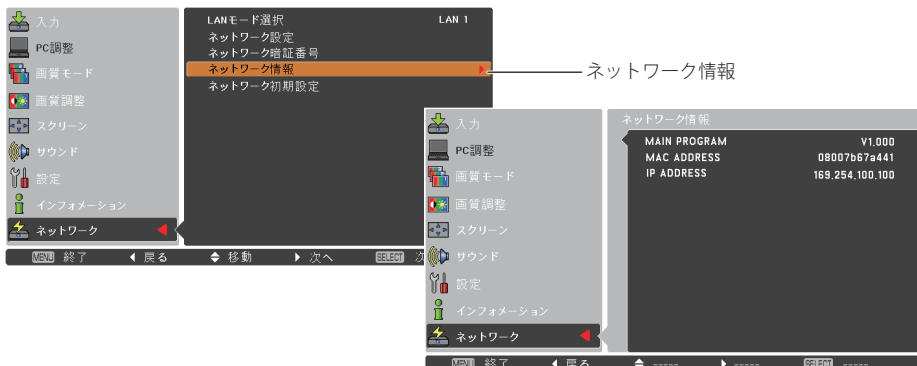 入力
PC調整
画質モード
画質調整
スクリーン
サウンド
設定
インフォメーション
ネットワーク
LANモード選択 LAN 1
ネットワーク設定
ネットワーク暗証番号
ネットワーク情報
ネットワーク初期設定
MENU 終了 戻る 移動 次へ SELECT 次
ネットワーク情報
入力
PC調整
画質モード
画質調整
スクリーン
サウンド
設定
インフォメーション
ネットワーク
ネットワーク情報
MAIN PROGRAM V1.000
MAC ADDRESS 08007b67a441
IP ADDRESS 169.254.100.100
MENU 終了 戻る ----- ----- SELECT -----